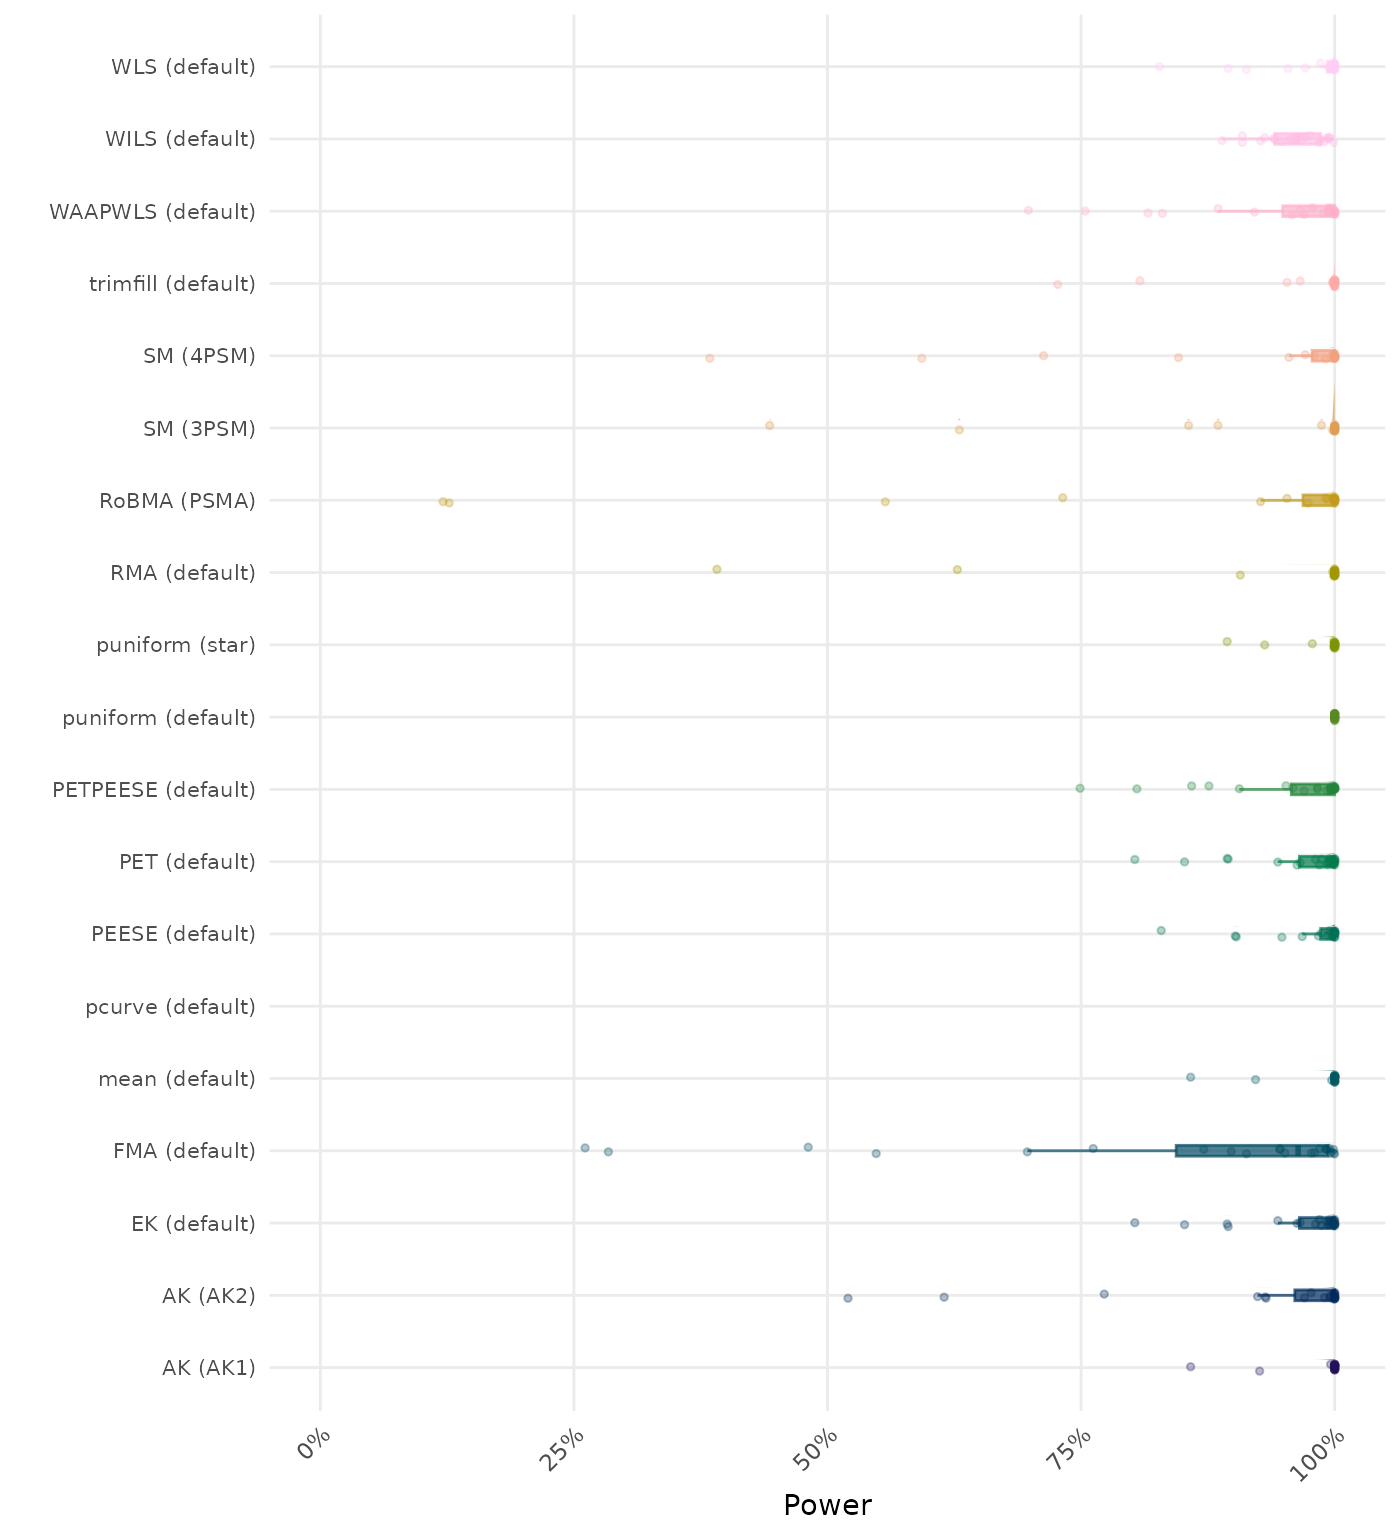 WLS (default)
WILS (default)
WAAPWLS (default)
trimfill (default)
SM (4PSM)
SM (3PSM)
RoBMA (PSMA)
RMA (default)
puniform (star)
puniform (default)
PETPEESE (default)
PET (default)
PEESE (default)
pcurve (default)
mean (default)
FMA (default)
EK (default)
AK (AK2)
AK (AK1)
0% 25% 50% 75% 100%
Power